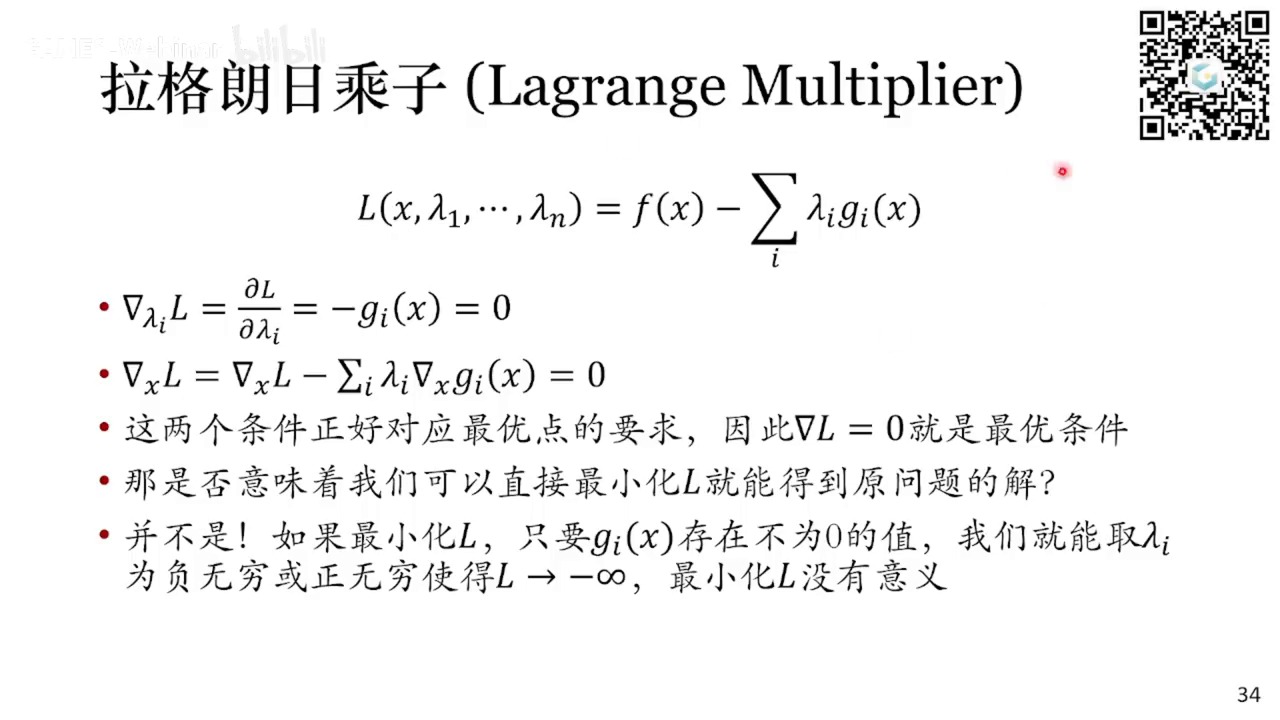 bilibili
拉格朗日乘子 (Lagrange Multiplier)
L(x, λ₁, ⋯, λₙ) = f(x) − ∑ᵢ λᵢgᵢ(x)
• ∇_{λᵢ}L = ∂L/∂λᵢ = −gᵢ(x) = 0
• ∇ₓL = ∇ₓL − ∑ᵢ λᵢ∇ₓgᵢ(x) = 0
• 这两个条件正好对应最优点的要求，因此∇L = 0就是最优条件
• 那是否意味着我们可以直接最小化L就能得到原问题的解？
• 并不是！如果最小化L，只要gᵢ(x)存在不为0的值，我们就能取λᵢ
为负无穷或正无穷使得L → −∞，最小化L没有意义
34